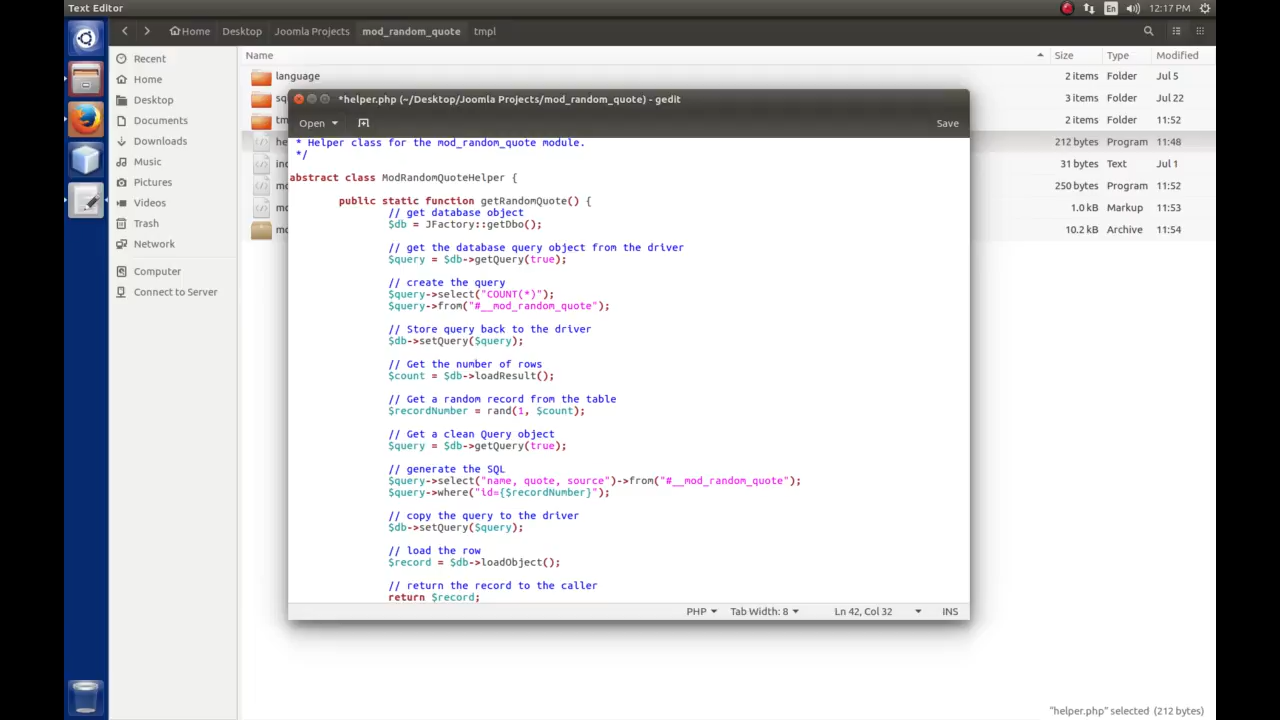 Text Editor
En
12:17 PM
Home Desktop Joomla Projects mod_random_quote tmpl
Recent
Home
Desktop
Documents
Downloads
Music
Pictures
Videos
Trash
Network
Computer
Connect to Server
Name Size Type Modified
language 2 items Folder Jul 5
3 items Folder Jul 22
2 items Folder 11:52
212 bytes Program 11:48
31 bytes Text Jul 1
250 bytes Program 11:52
1.0 kB Markup 11:53
10.2 kB Archive 11:54
*helper.php (~/Desktop/Joomla Projects/mod_random_quote) - gedit
Open Save
* Helper class for the mod_random_quote module.
*/
abstract class ModRandomQuoteHelper {
public static function getRandomQuote() {
// get database object
$db = JFactory::getDbo();
// get the database query object from the driver
$query = $db->getQuery(true);
// create the query
$query->select("COUNT(*)");
$query->from("#__mod_random_quote");
// Store query back to the driver
$db->setQuery($query);
// Get the number of rows
$count = $db->loadResult();
// Get a random record from the table
$recordNumber = rand(1, $count);
// Get a clean Query object
$query = $db->getQuery(true);
// generate the SQL
$query->select("name, quote, source")->from("#__mod_random_quote");
$query->where("id={$recordNumber}");
// copy the query to the driver
$db->setQuery($query);
// load the row
$record = $db->loadObject();
// return the record to the caller
return $record;
PHP Tab Width: 8 Ln 42, Col 32 INS
"helper.php" selected (212 bytes)